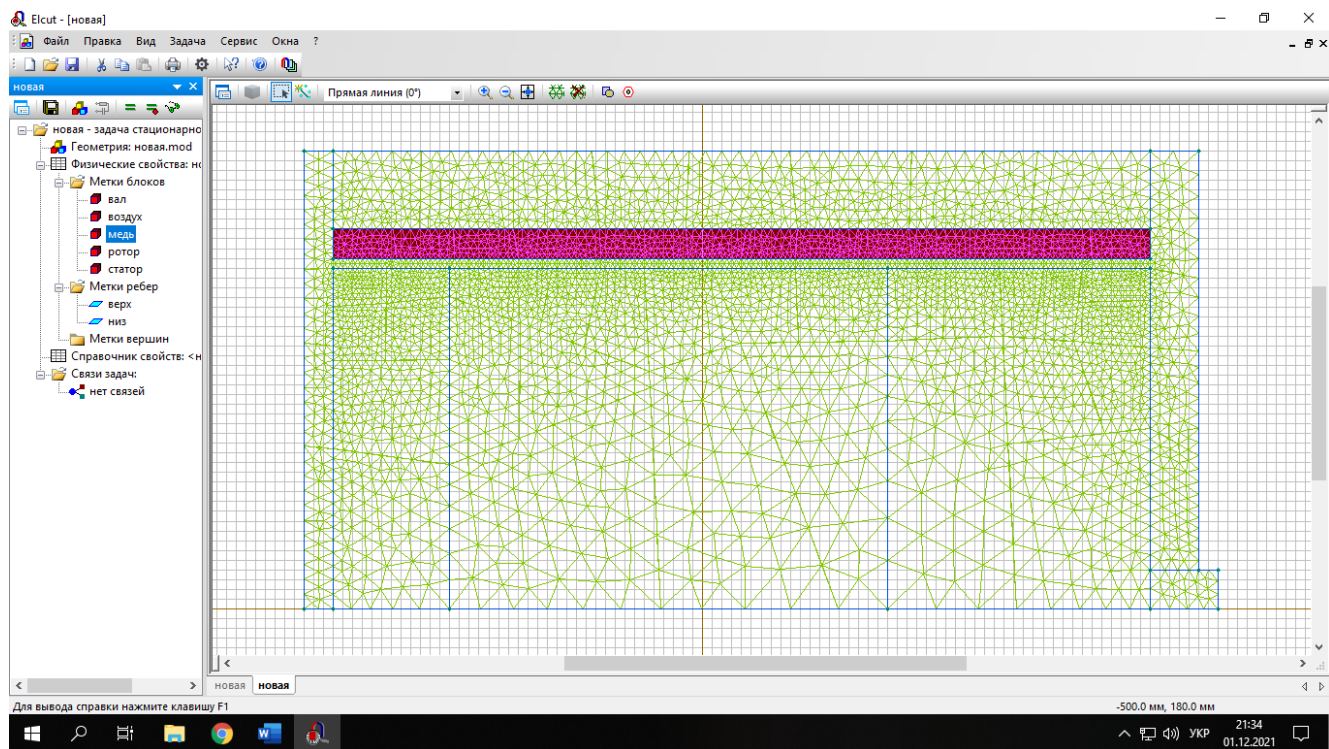 Elcut - [новая]
Файл Правка Вид Задача Сервис Окна ?
новая
Прямая линия (0°)
новая - задача стационарно
Геометрия: новая.mod
Физические свойства: но
Метки блоков
вал
воздух
медь
ротор
статор
Метки ребер
верх
низ
Метки вершин
Справочник свойств: <н
Связи задач:
нет связей
новая новая
Для вывода справки нажмите клавишу F1
-500.0 мм, 180.0 мм
УКР
21:34
01.12.2021